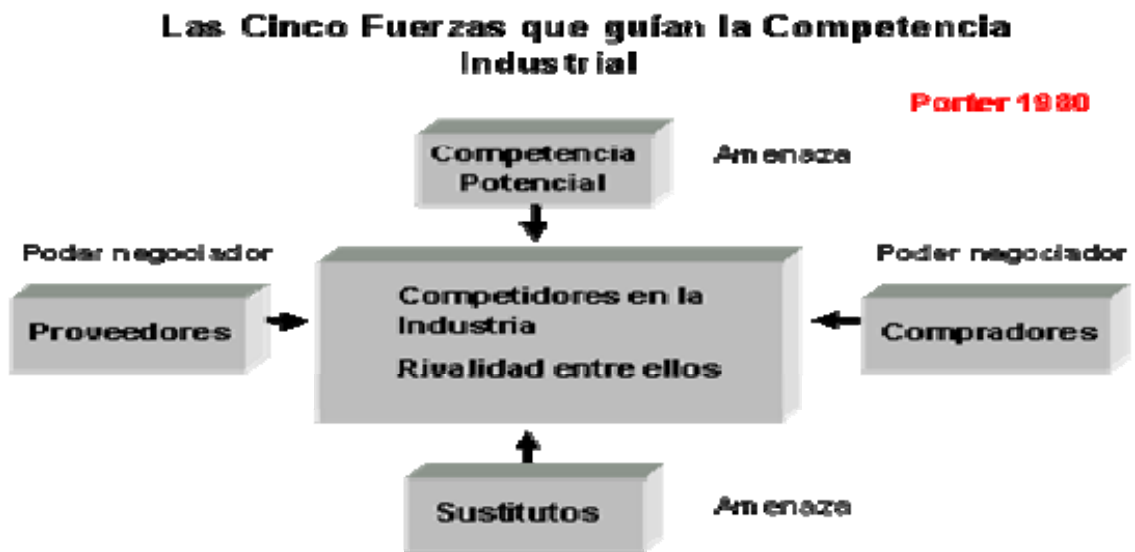 Las Cinco Fuerzas que guían la Competencia
Industrial
Porter 1980
Competencia
Potencial
Amenaza
Poder negociador
Poder negociador
Proveedores
Competidores en la
Industria
Rivalidad entre ellos
Compradores
Sustitutos
Amenaza